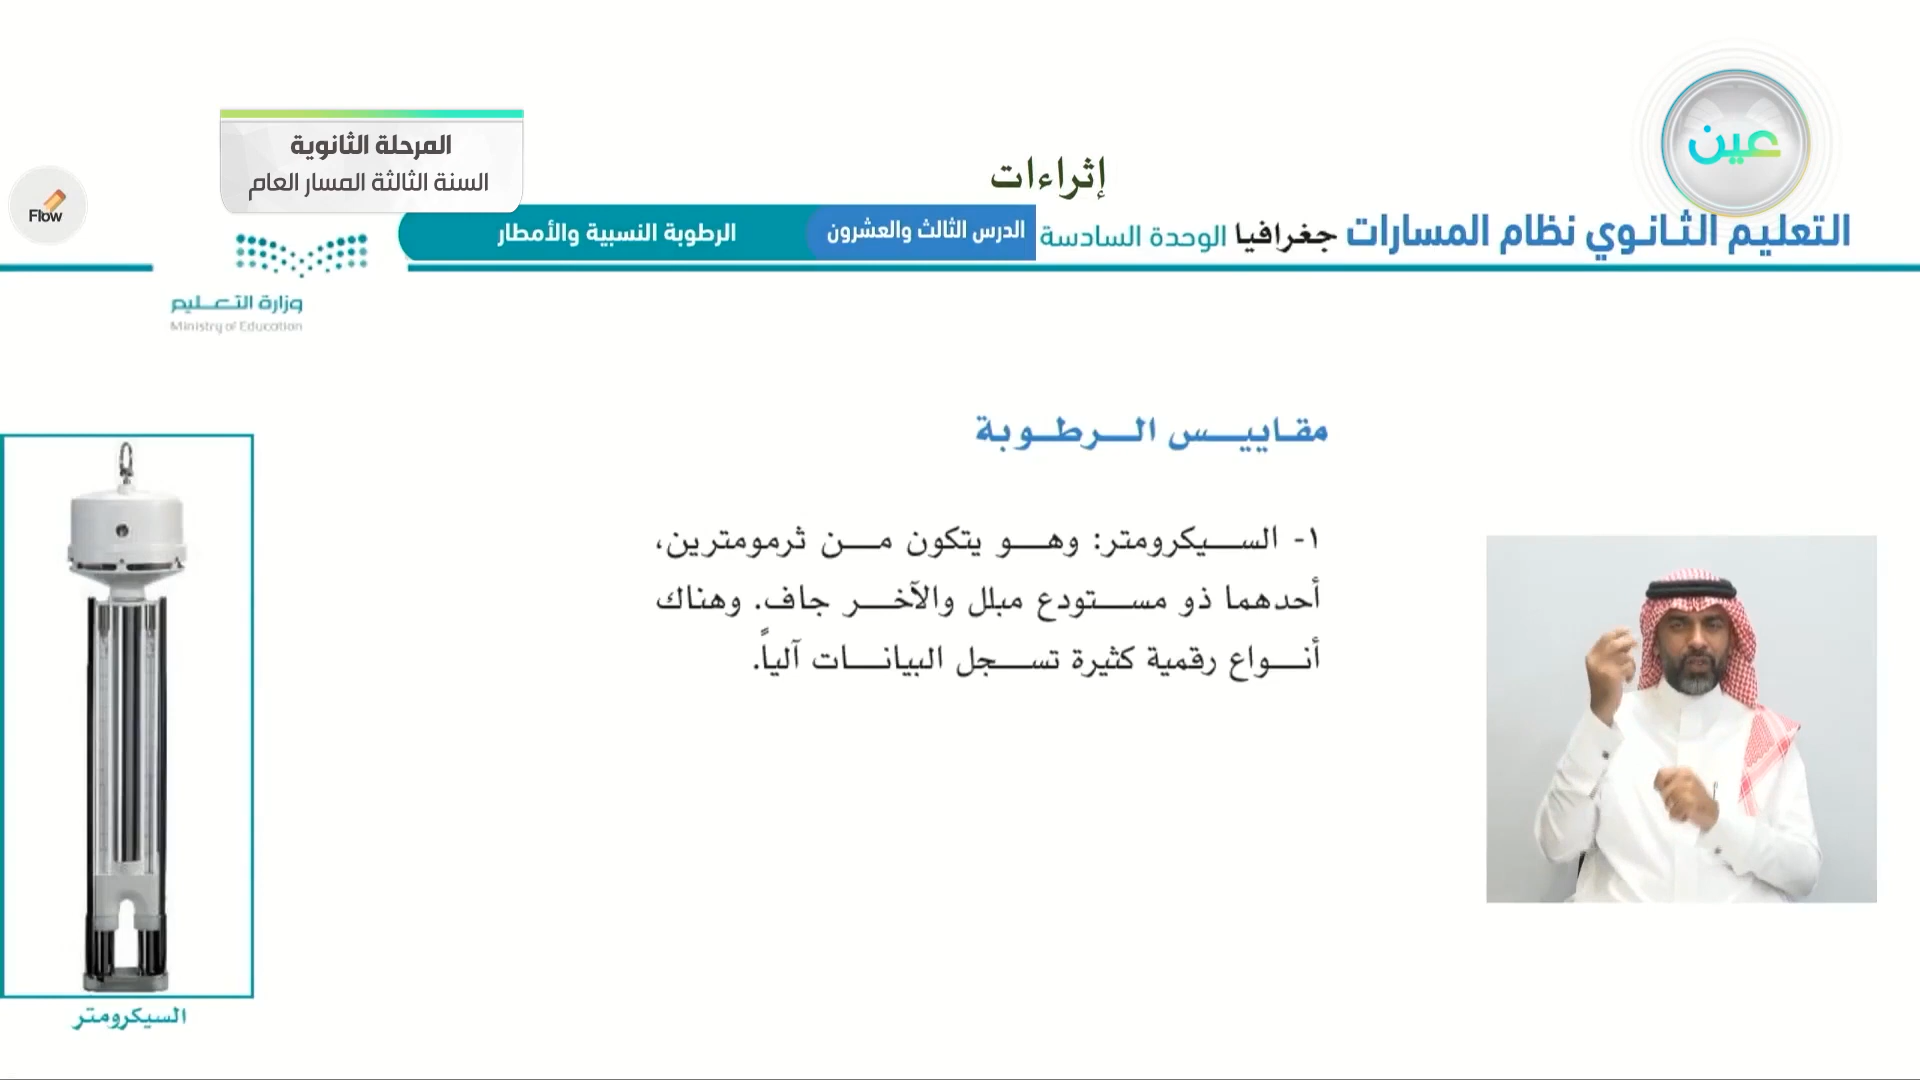 عين
المرحلة الثانوية
السنة الثالثة المسار العام
إثراءات
Flow
التعليم الثانوي نظام المسارات جغرافيا الوحدة السادسة الدرس الثالث والعشرون الرطوبة النسبية والأمطار
وزارة التعليم
Ministry of Education
مقاييس الرطوبة
١- السيكرومتر: وهو يتكون من ثرمومترين،
أحدهما ذو مستودع مبلل والآخر جاف. وهناك
أنواع رقمية كثيرة تسجل البيانات آلياً.
السيكرومتر